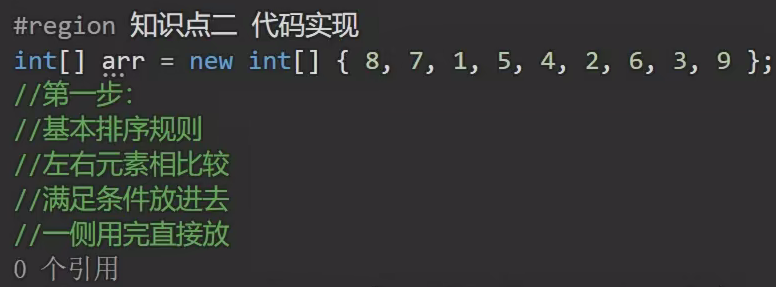 #region 知识点二 代码实现
int[] arr = new int[] { 8, 7, 1, 5, 4, 2, 6, 3, 9 };
//第一步:
//基本排序规则
//左右元素相比较
//满足条件放进去
//一侧用完直接放
0 个引用